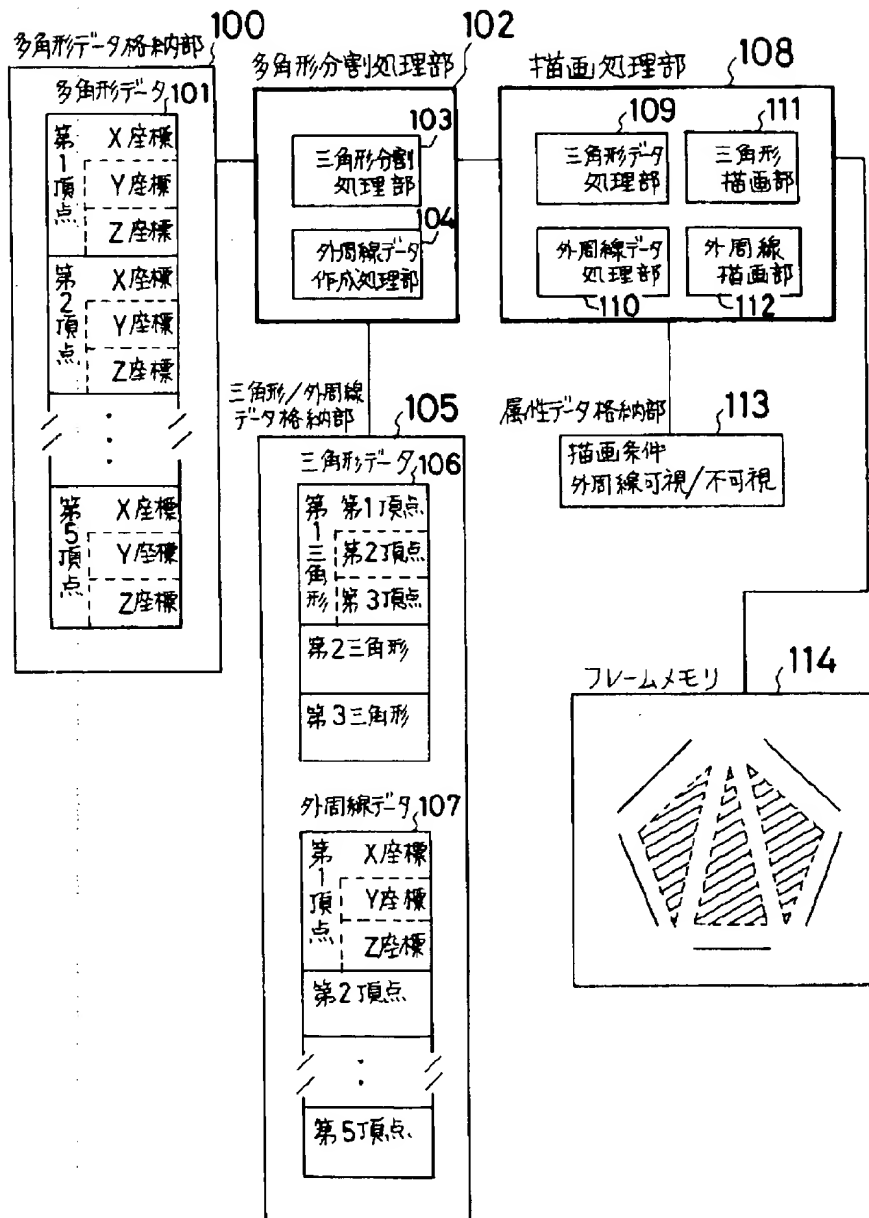 多角形データ格納部
100
多角形データ
101
第1頂点
X座標
Y座標
Z座標
第2頂点
X座標
Y座標
Z座標
第5頂点
X座標
Y座標
Z座標
多角形分割処理部
102
103
三角形分割
処理部
104
外周線データ
作成処理部
描画処理部
108
109
三角形データ
処理部
111
三角形
描画部
外周線データ
処理部
110
外周線
描画部
112
三角形/外周線
データ格納部
105
三角形データ
106
第1三角形
第1頂点
第2頂点
第3頂点
第2三角形
第3三角形
外周線データ
107
第1頂点
X座標
Y座標
Z座標
第2頂点
第5頂点
属性データ格納部
113
描画条件
外周線可視/不可視
フレームメモリ
114